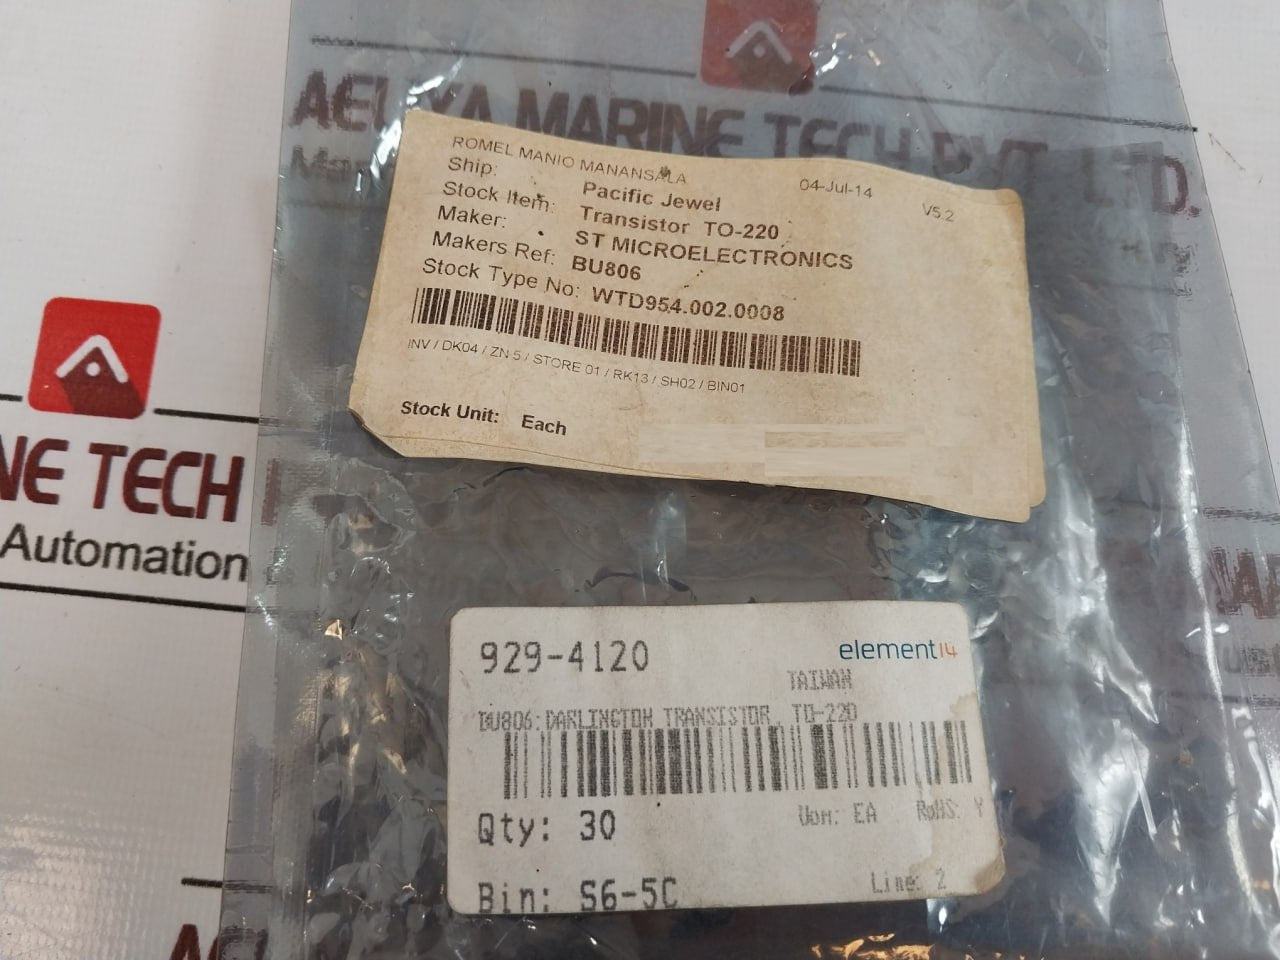 MARINE TECH PVT. LTD.
ROMEL MANIO MANANSALA 04-Jul-14 V5.2
Ship: Pacific Jewel
Stock Item: Transistor TO-220
Maker: ST MICROELECTRONICS
Makers Ref: BU806
Stock Type No: WTD954.002.0008
INV / DK04 / ZN 5 / STORE 01 / RK13 / SH02 / BIN01
Stock Unit: Each
NE TECH
Automation
929-4120 element14
TAIWAN
BU806:DARLINGTON TRANSISTOR, TO-220
Qty: 30 Uom: EA RoHS: Y
Bin: S6-5C Line: 2